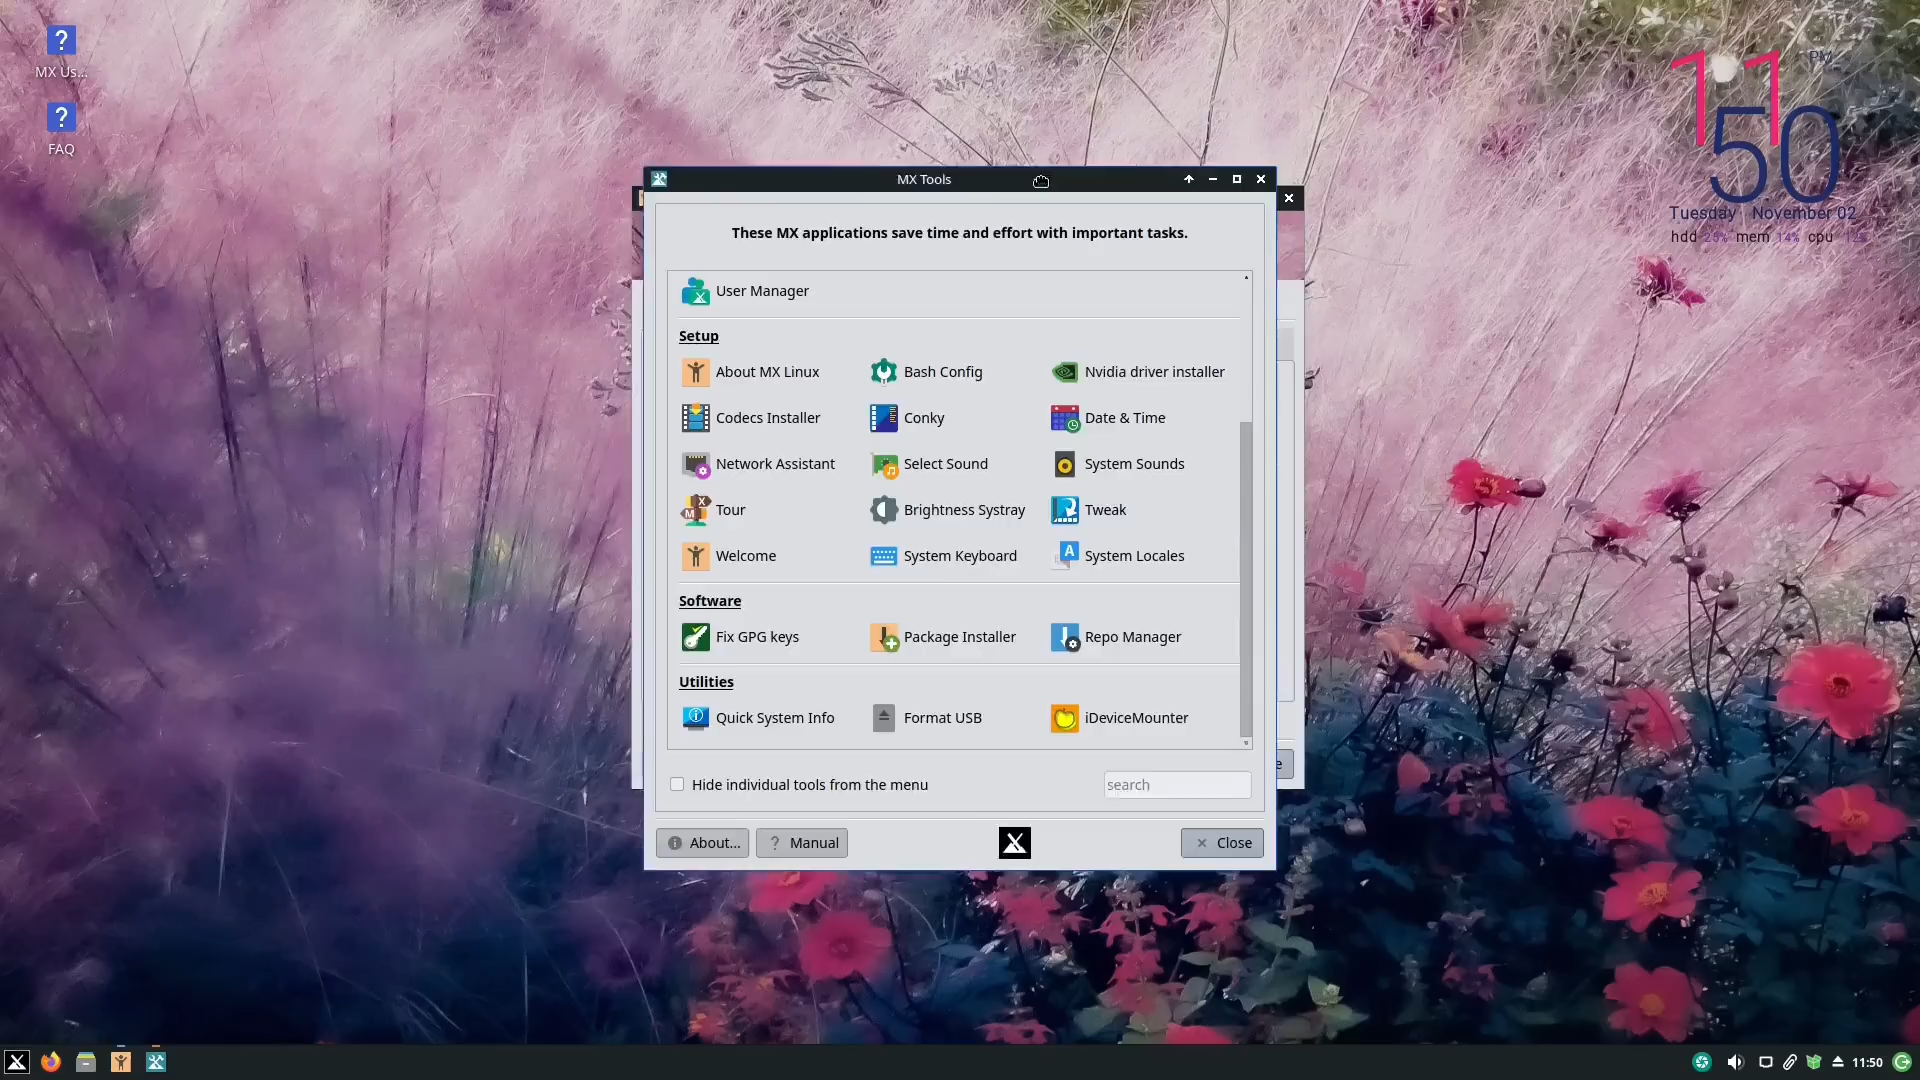 MX Us...
FAQ
11
PM
50
Tuesday November 02
hdd 25% mem 14% cpu
MX Tools
These MX applications save time and effort with important tasks.
User Manager
Setup
About MX Linux
Bash Config
Nvidia driver installer
Codecs Installer
Conky
Date & Time
Network Assistant
Select Sound
System Sounds
Tour
Brightness Systray
Tweak
Welcome
System Keyboard
System Locales
Software
Fix GPG keys
Package Installer
Repo Manager
Utilities
Quick System Info
Format USB
iDeviceMounter
Hide individual tools from the menu
search
About...
Manual
Close
11:50